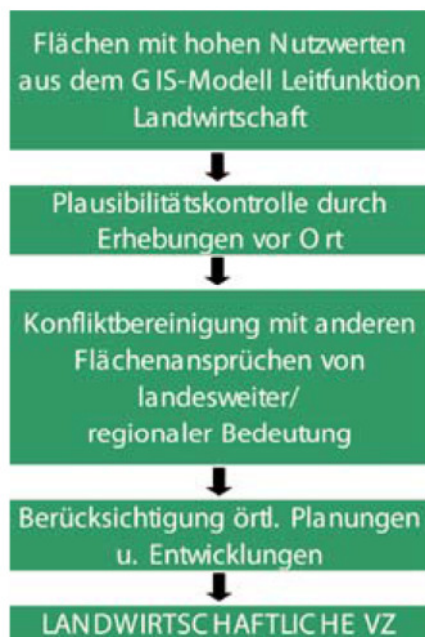 Flächen mit hohen Nutzwerten
aus dem GIS-Modell Leitfunktion
Landwirtschaft
Plausibilitätskontrolle durch
Erhebungen vor Ort
Konfliktbereinigung mit anderen
Flächenansprüchen von
landesweiter/
regionaler Bedeutung
Berücksichtigung örtl. Planungen
u. Entwicklungen
LANDWIRTSCHAFTLICHE VZ